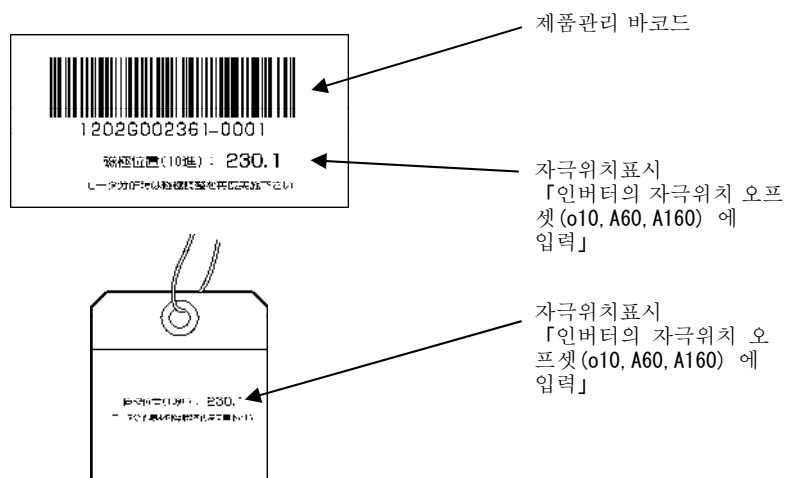 제품관리 바코드
1202G002361-0001
磁極位置(10進) : 230.1
자극위치표시
「인버터의 자극위치 오프
셋(o10,A60,A160) 에
입력」
자극위치표시
「인버터의 자극위치 오
프셋(o10,A60,A160) 에
입력」